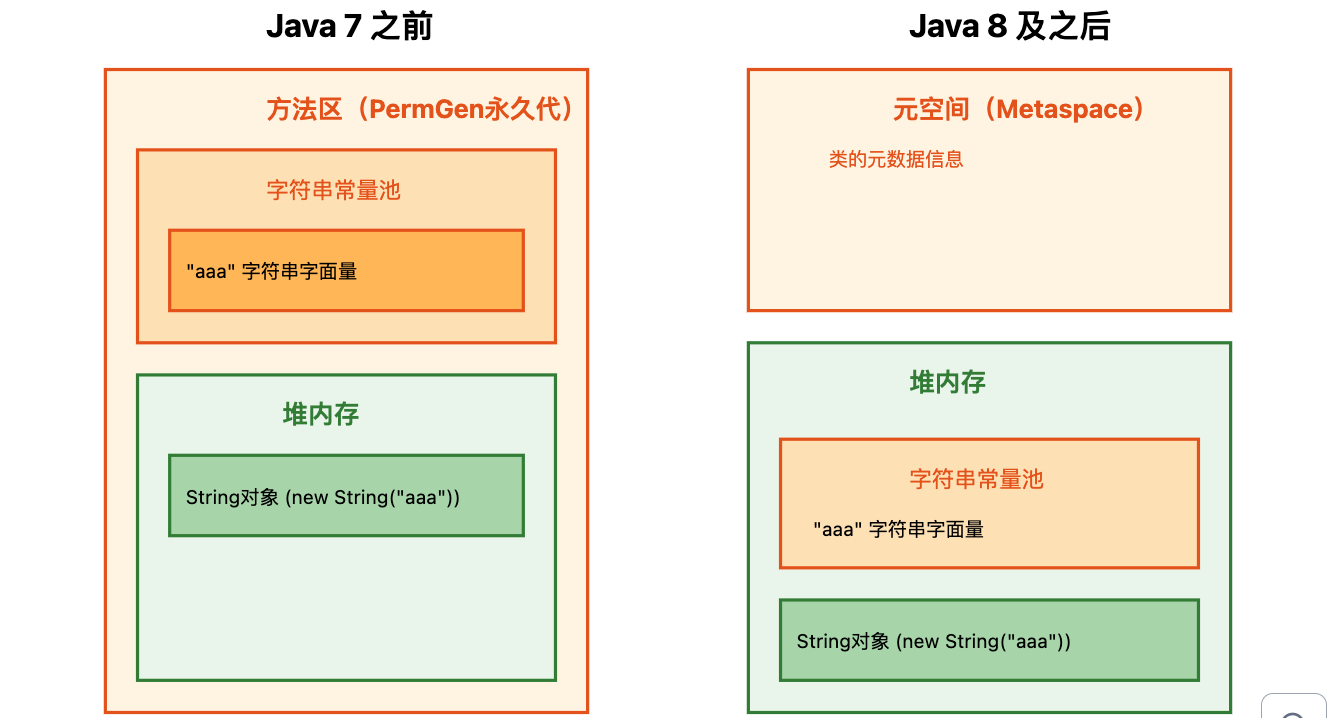 Java 7 之前
方法区（PermGen永久代）
字符串常量池
"aaa" 字符串字面量
堆内存
String对象 (new String("aaa"))
Java 8 及之后
元空间（Metaspace）
类的元数据信息
堆内存
字符串常量池
"aaa" 字符串字面量
String对象 (new String("aaa"))